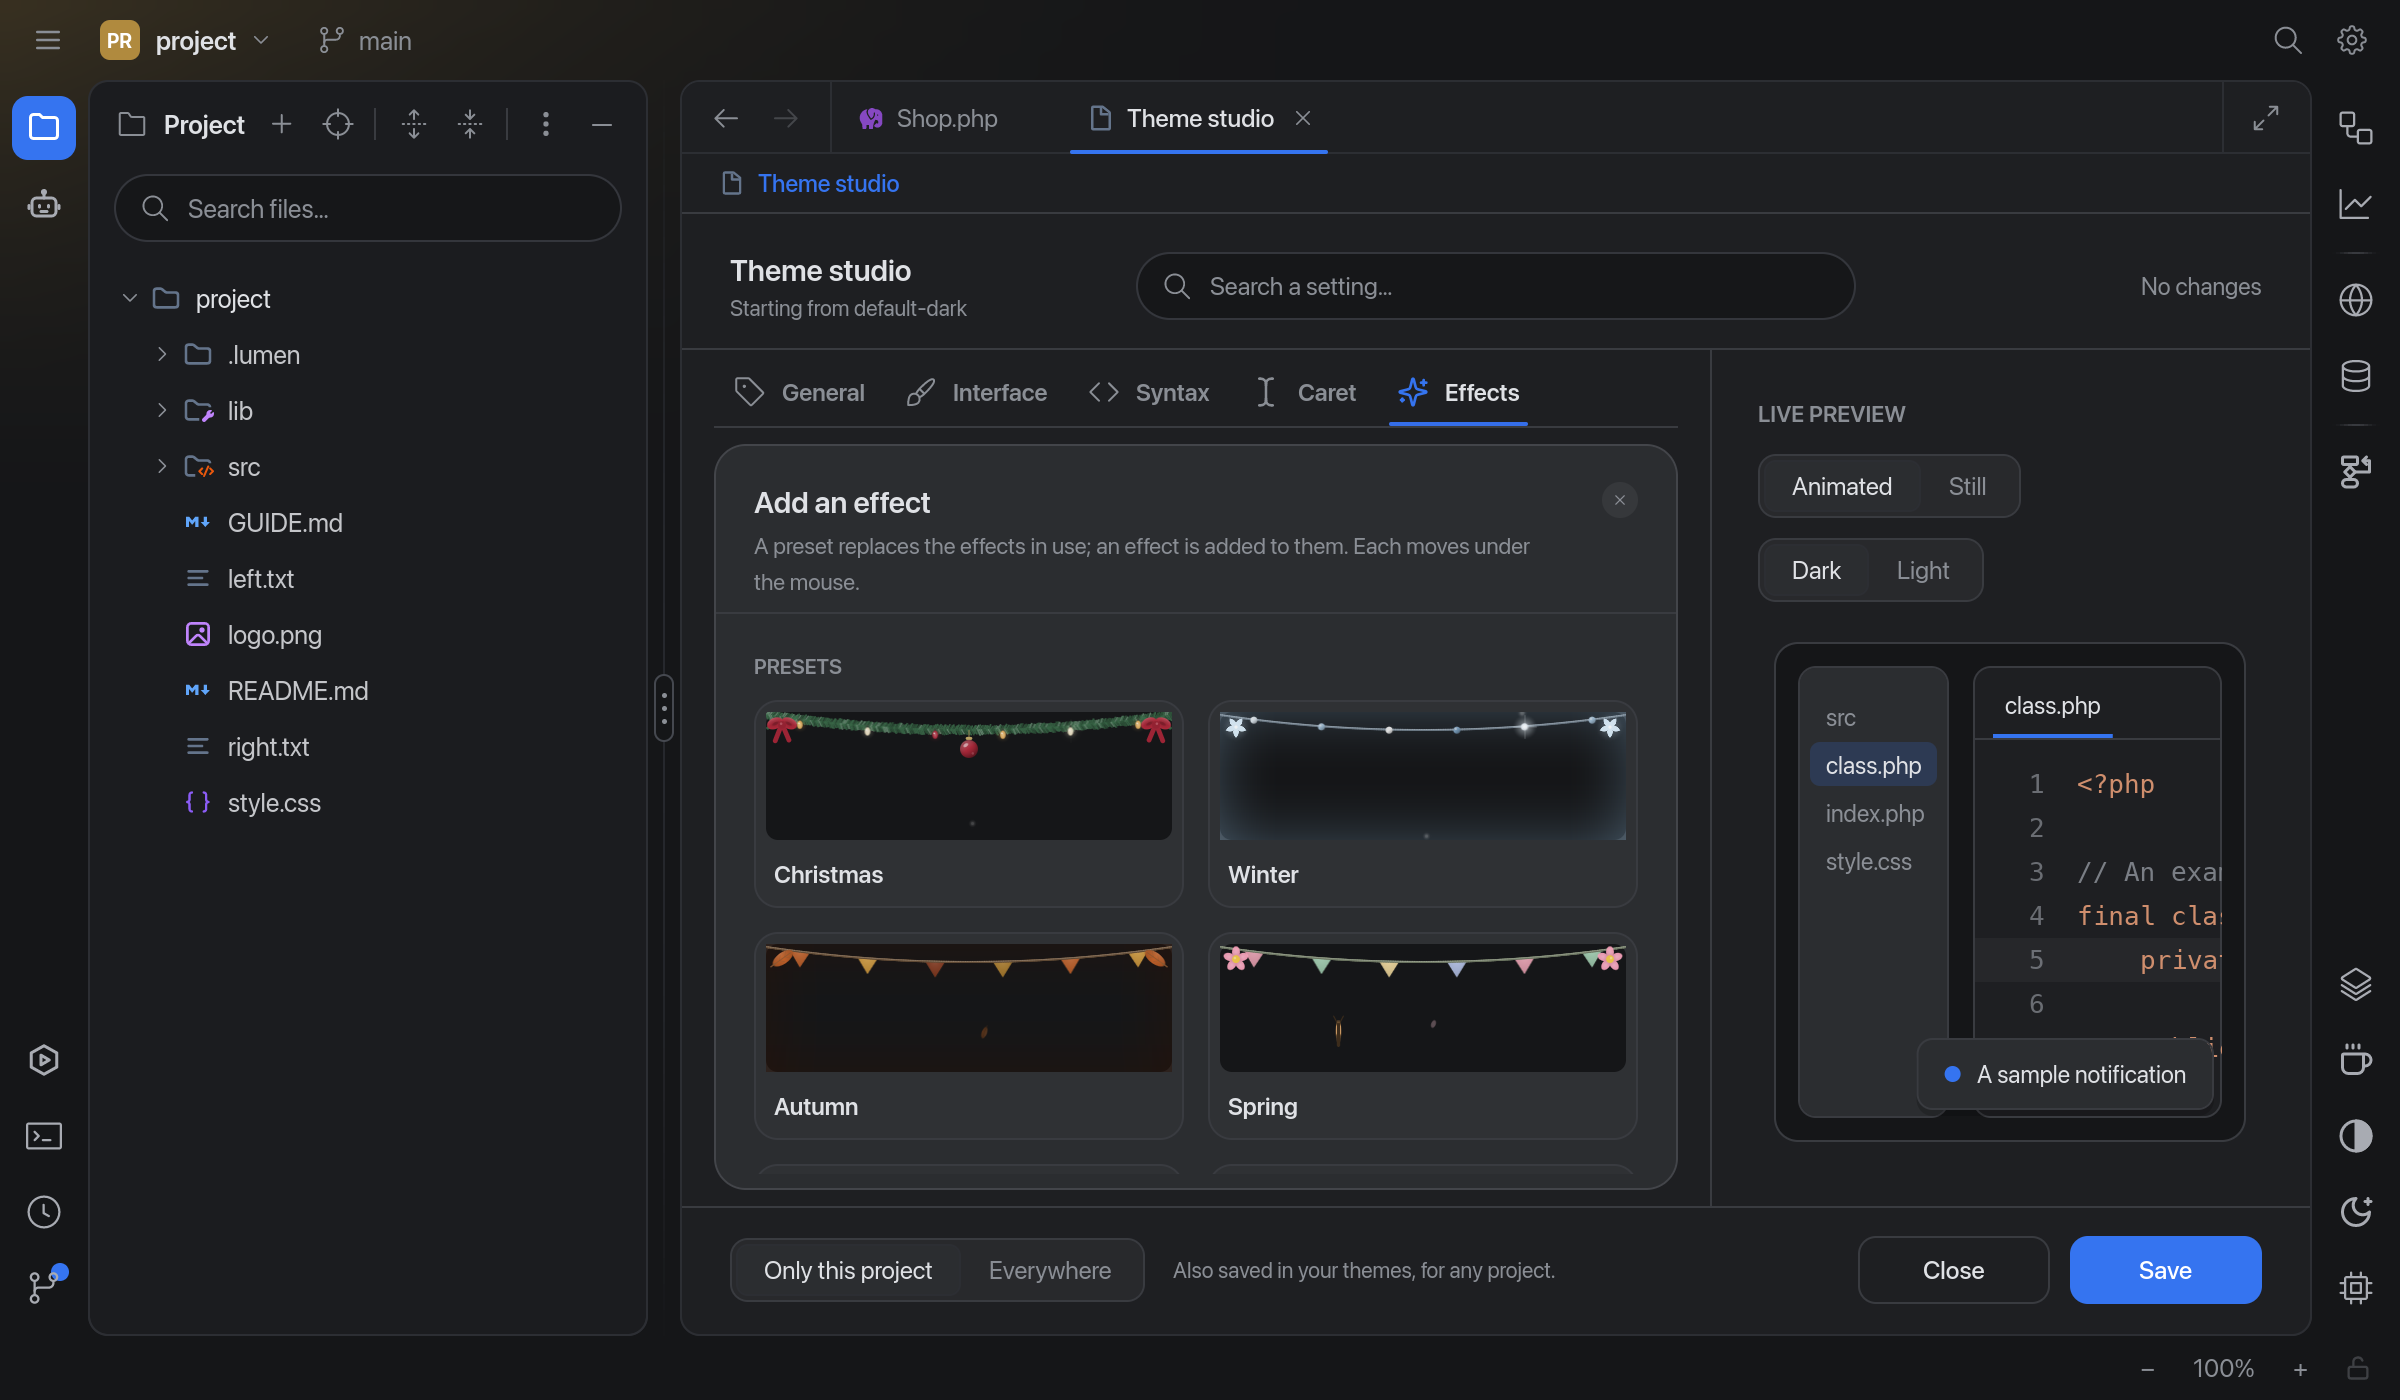 PR project main
Project
Search files...
project
.lumen
lib
src
GUIDE.md
left.txt
logo.png
README.md
right.txt
style.css
Shop.php
Theme studio
Theme studio
Theme studio
Starting from default-dark
Search a setting...
No changes
General
Interface
Syntax
Caret
Effects
Add an effect
A preset replaces the effects in use; an effect is added to them. Each moves under
the mouse.
PRESETS
Christmas
Winter
Autumn
Spring
LIVE PREVIEW
Animated
Still
Dark
Light
src
class.php
index.php
style.css
class.php
1 <?php
2
3 // An exa
4 final cla
5 priva
6
A sample notification
Only this project
Everywhere
Also saved in your themes, for any project.
Close
Save
− 100% +